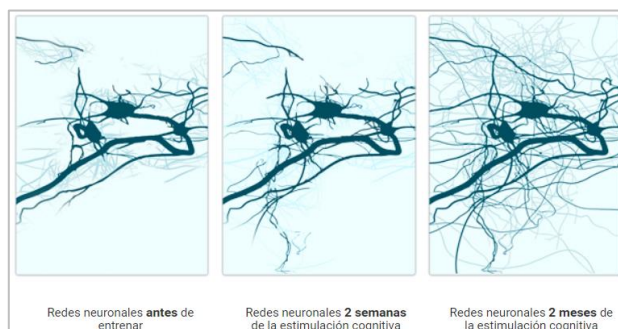 Redes neuronales antes de
entrenar
Redes neuronales 2 semanas
de la estimulación cognitiva
Redes neuronales 2 meses de
la estimulación cognitiva